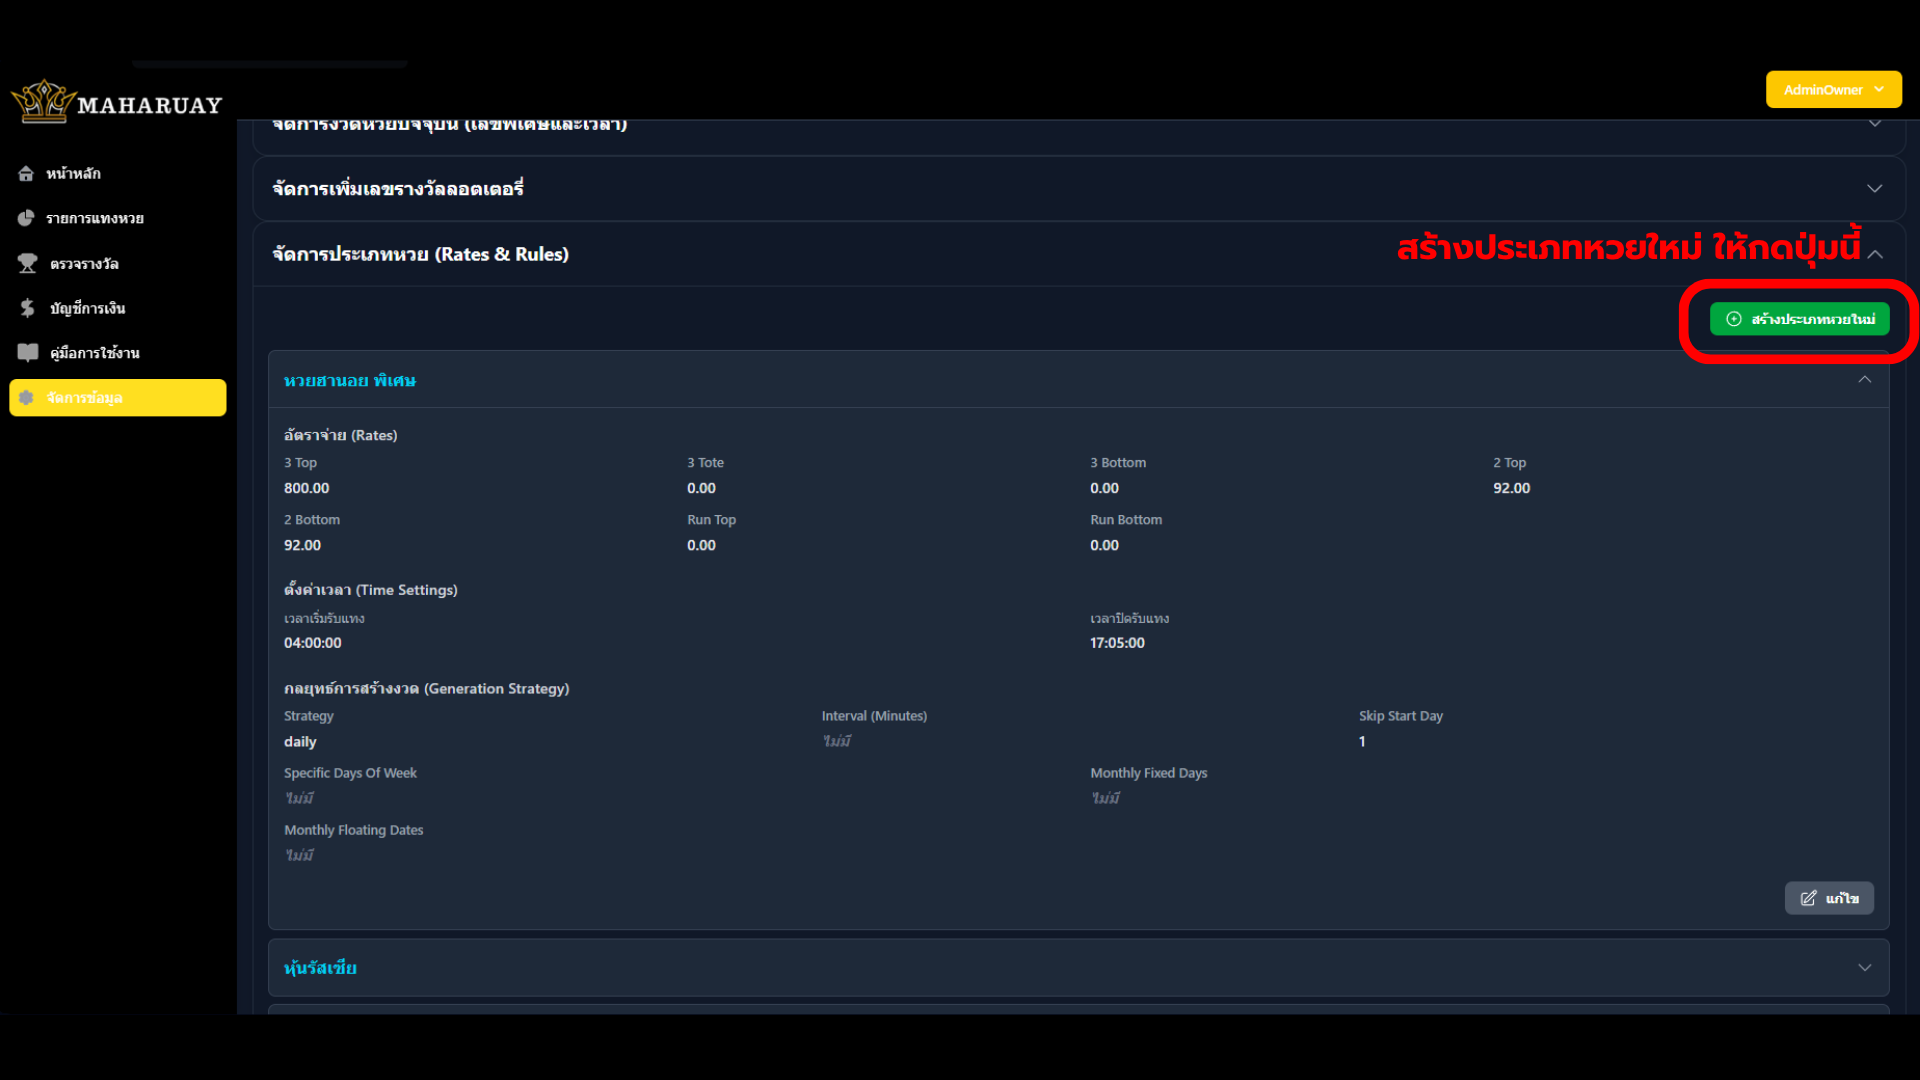 MAHARUAY
AdminOwner
หน้าหลัก
รายการแทงหวย
ตรวจรางวัล
บัญชีการเงิน
คู่มือการใช้งาน
จัดการข้อมูล
จัดการงวดหวยปัจจุบัน (เลขพิเศษและเวลา)
จัดการเพิ่มเลขรางวัลลอตเตอรี่
จัดการประเภทหวย (Rates & Rules)
สร้างประเภทหวยใหม่ ให้กดปุ่มนี้
สร้างประเภทหวยใหม่
หวยฮานอย พิเศษ
อัตราจ่าย (Rates)
3 Top 3 Tote 3 Bottom 2 Top
800.00 0.00 0.00 92.00
2 Bottom Run Top Run Bottom
92.00 0.00 0.00
ตั้งค่าเวลา (Time Settings)
เวลาเริ่มรับแทง เวลาปิดรับแทง
04:00:00 17:05:00
กลยุทธ์การสร้างงวด (Generation Strategy)
Strategy Interval (Minutes) Skip Start Day
daily ไม่มี 1
Specific Days Of Week Monthly Fixed Days
ไม่มี ไม่มี
Monthly Floating Dates
ไม่มี
แก้ไข
หุ้นรัสเซีย